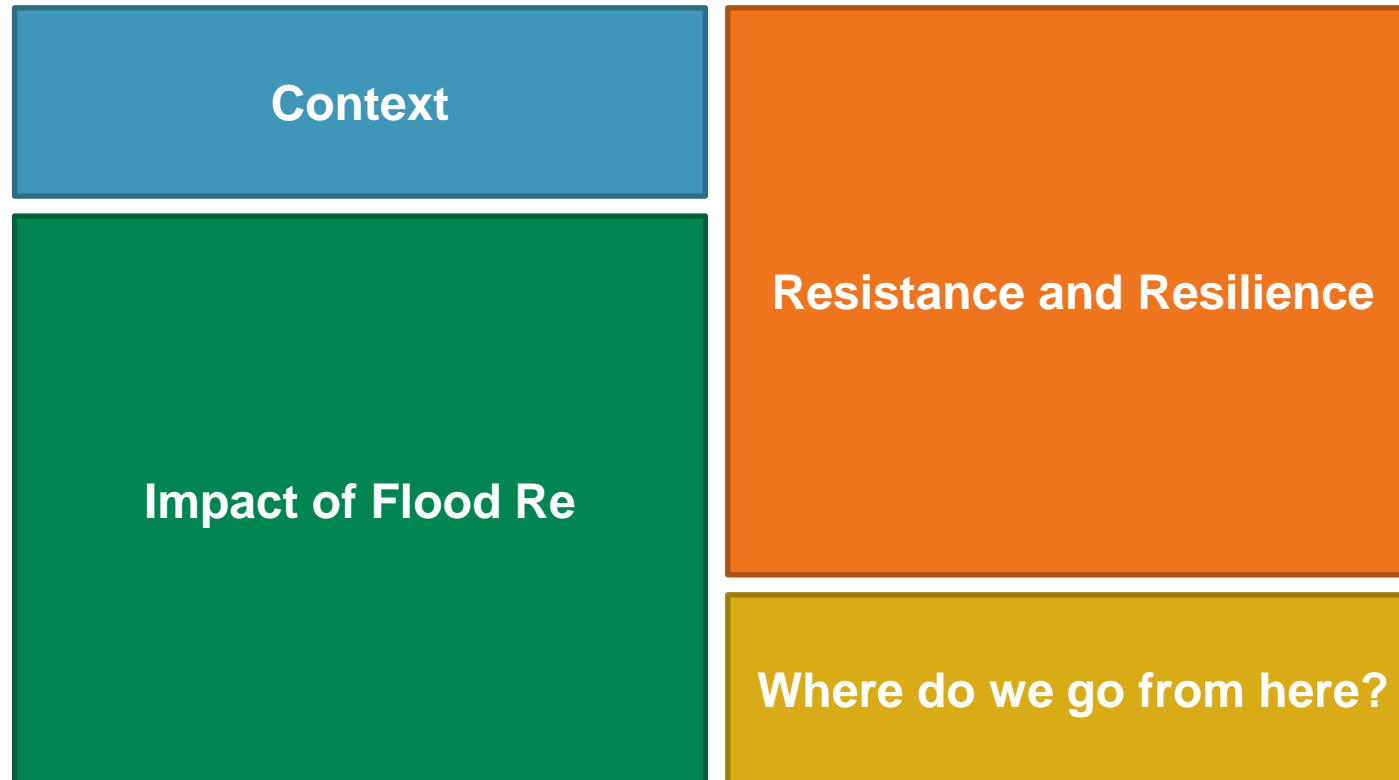 Context
Impact of Flood Re
Resistance and Resilience
Where do we go from here?